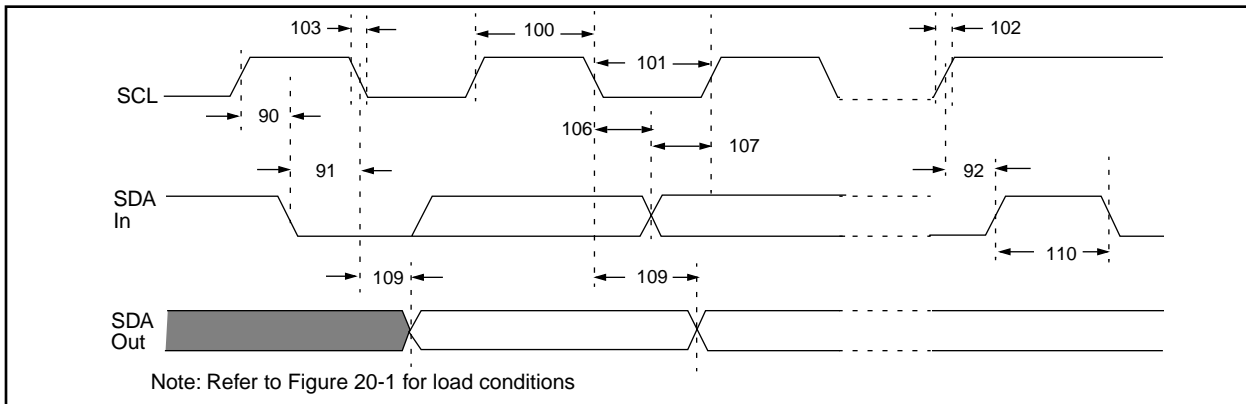 103
100
102
101
SCL
90
106
107
91
92
SDA
In
110
109
109
SDA
Out
Note: Refer to Figure 20-1 for load conditions